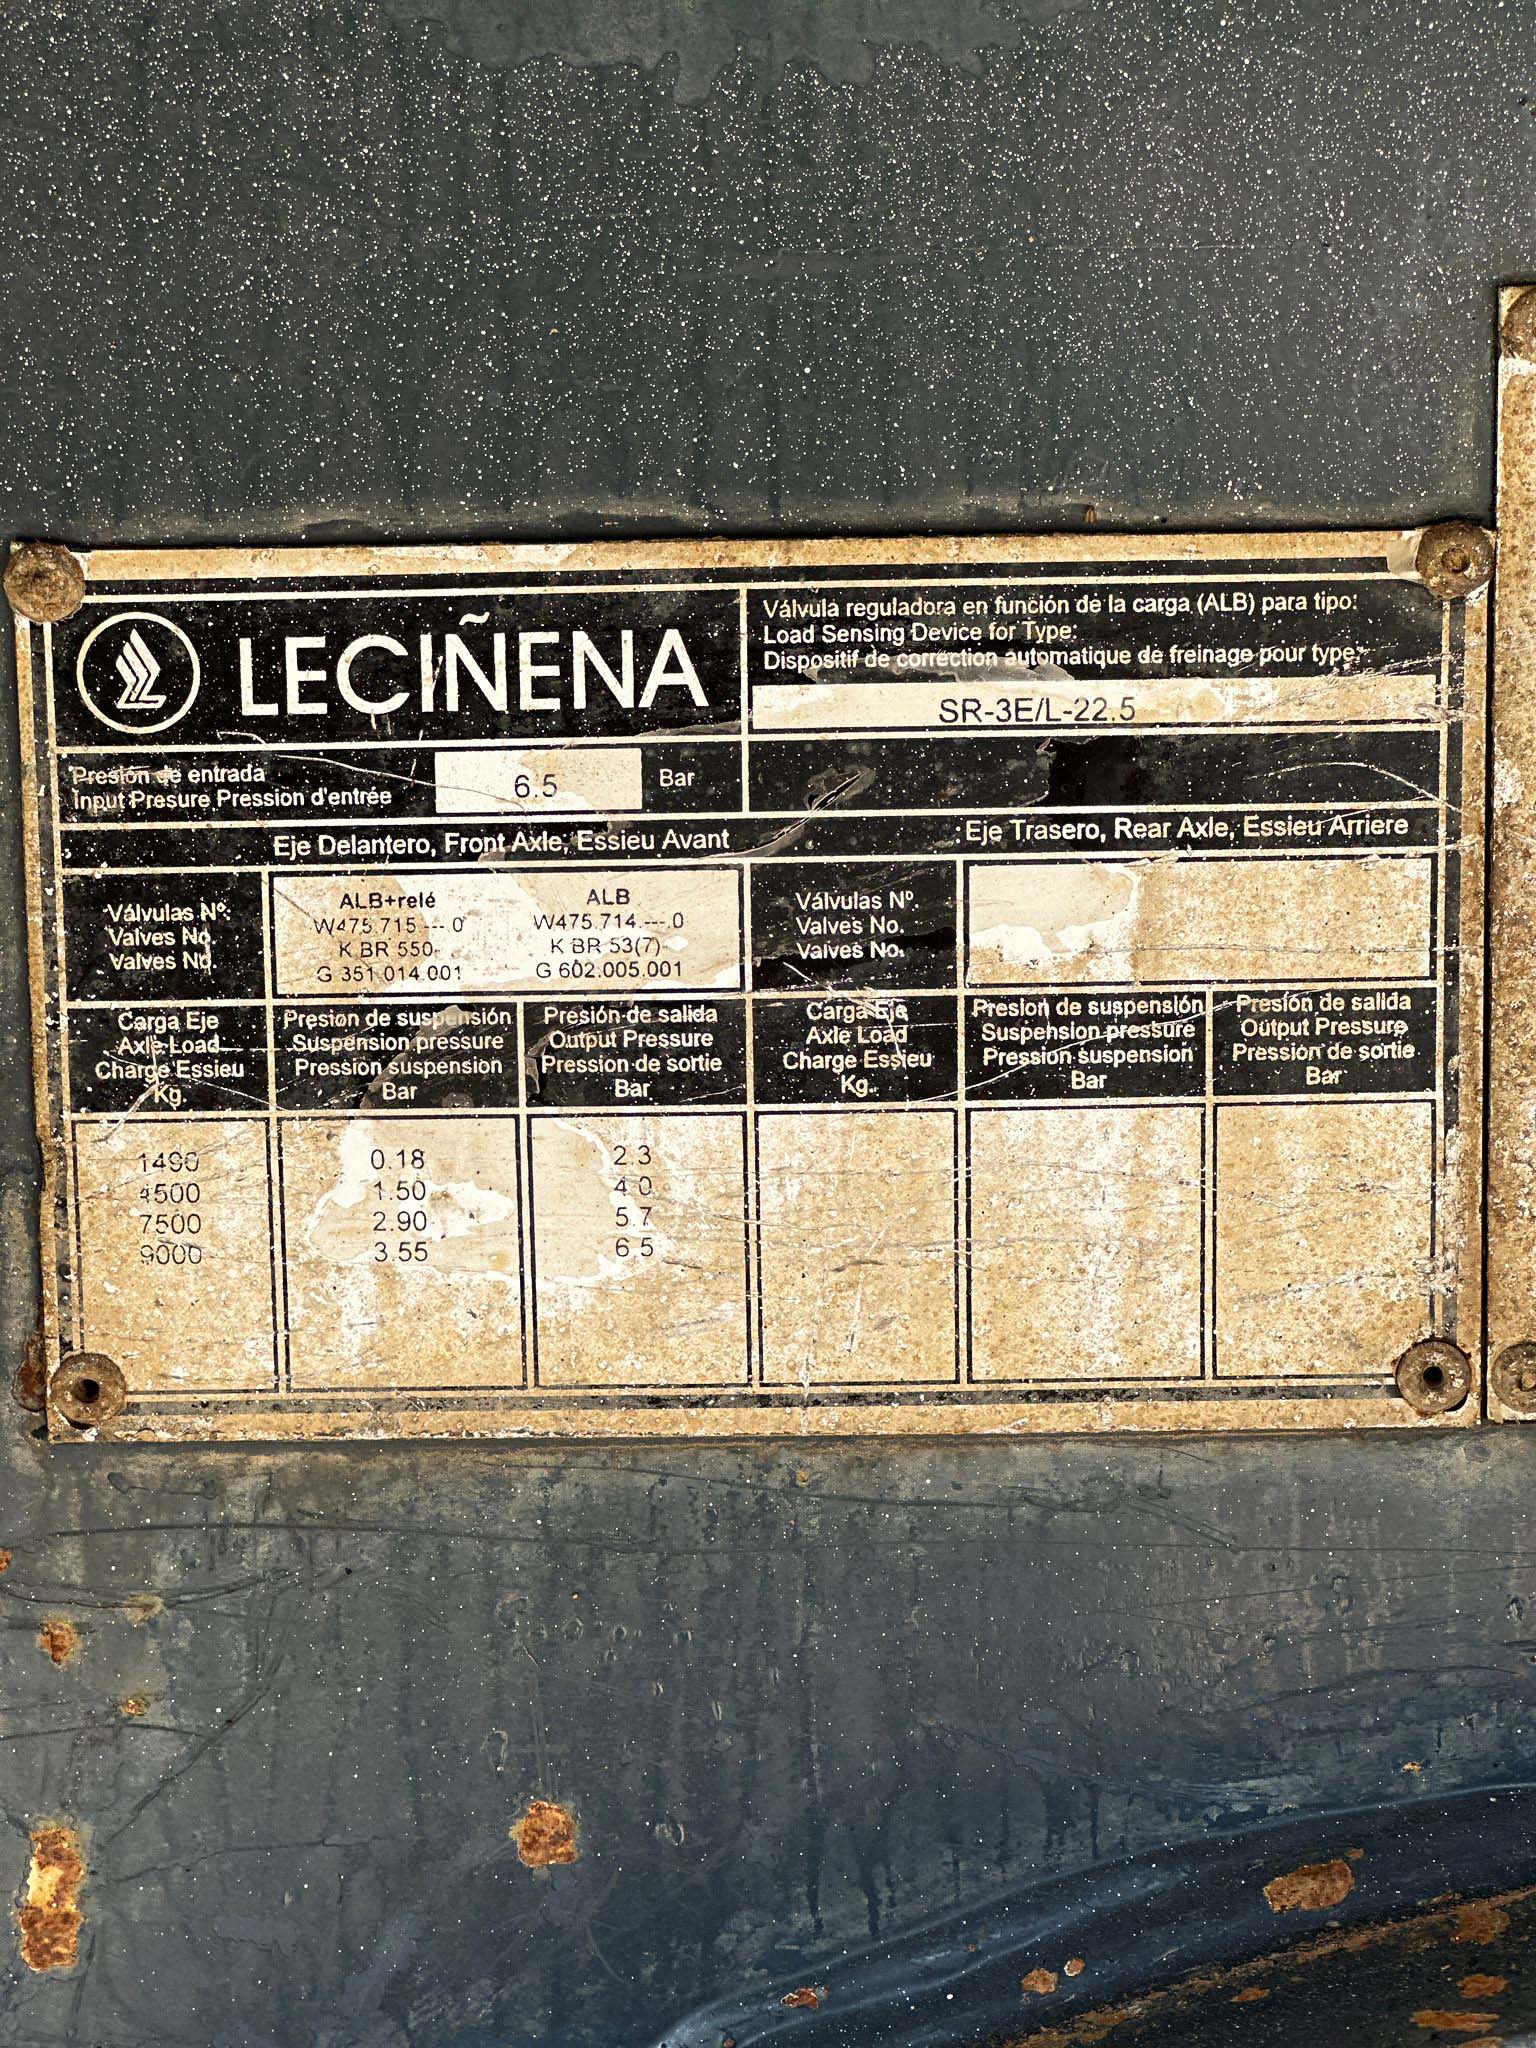 LECIÑENA
Válvula reguladora en función de la carga (ALB) para tipo:
Load Sensing Device for Type:
Dispositif de correction automatique de freinage pour type:
SR-3E/L-22.5
Presión de entrada
Input Presure Pression d'entrée
6.5
Bar
Eje Delantero, Front Axle, Essieu Avant
Eje Trasero, Rear Axle, Essieu Arriere
Válvulas Nº.
Valves No.
Valves No.
ALB+relé
W475.715.---.0
K BR 550-
G 351.014.001
ALB
W475.714.---.0
K BR 53(7)-
G 602.005.001
Válvulas Nº.
Valves No.
Valves No.
Carga Eje
Axle Load
Charge Essieu
Kg.
Presion de suspensión
Suspension pressure
Pression suspension
Bar
Presión de salida
Output Pressure
Pression de sortie
Bar
Carga Eje
Axle Load
Charge Essieu
Kg.
Presion de suspensión
Suspension pressure
Pression suspension
Bar
Presión de salida
Output Pressure
Pression de sortie
Bar
0.18 2.3
4500 1.50 4.0
7500 2.90 5.7
9000 3.55 6.5